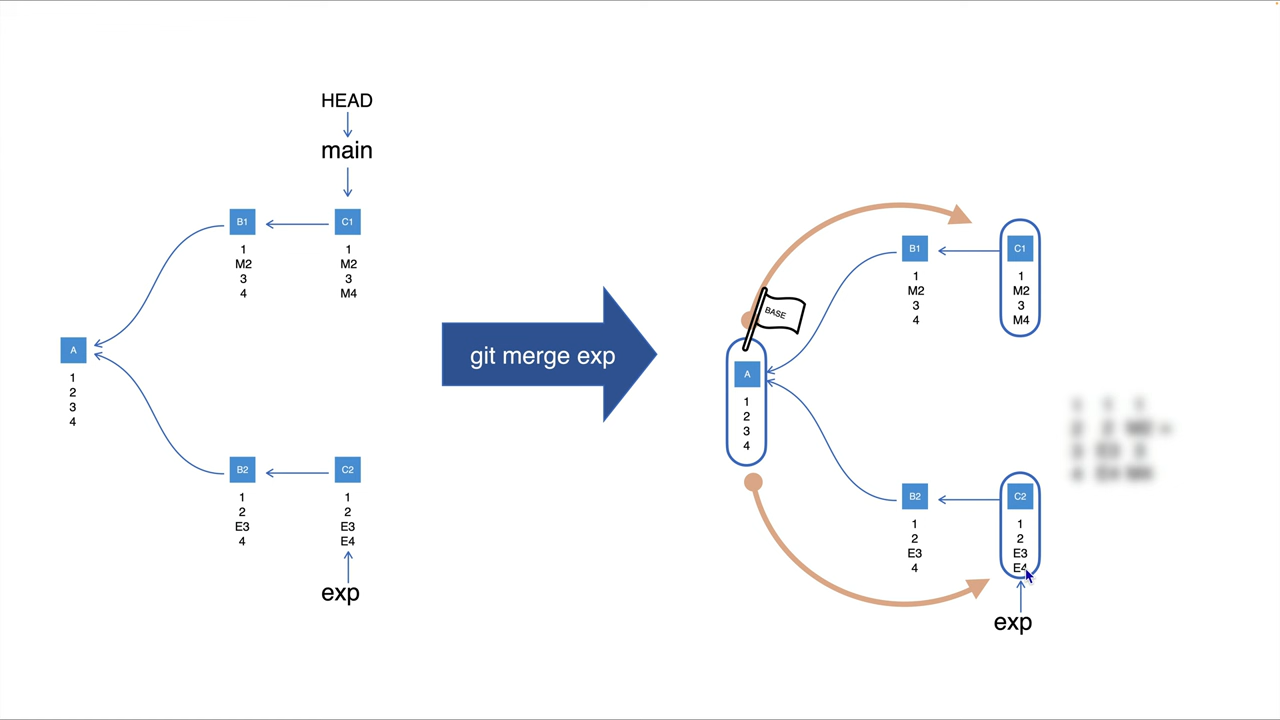 HEAD
main
B1
1
M2
3
4
C1
1
M2
3
M4
A
1
2
3
4
B2
1
2
E3
4
C2
1
2
E3
E4
exp
git merge exp
BASE
A
1
2
3
4
B1
1
M2
3
4
C1
1
M2
3
M4
B2
1
2
E3
4
C2
1
2
E3
E4
exp